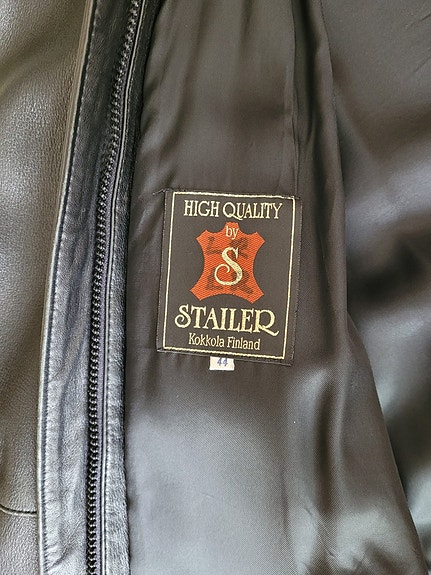 HIGH QUALITY
by
S
STAILER
Kokkola Finland
44